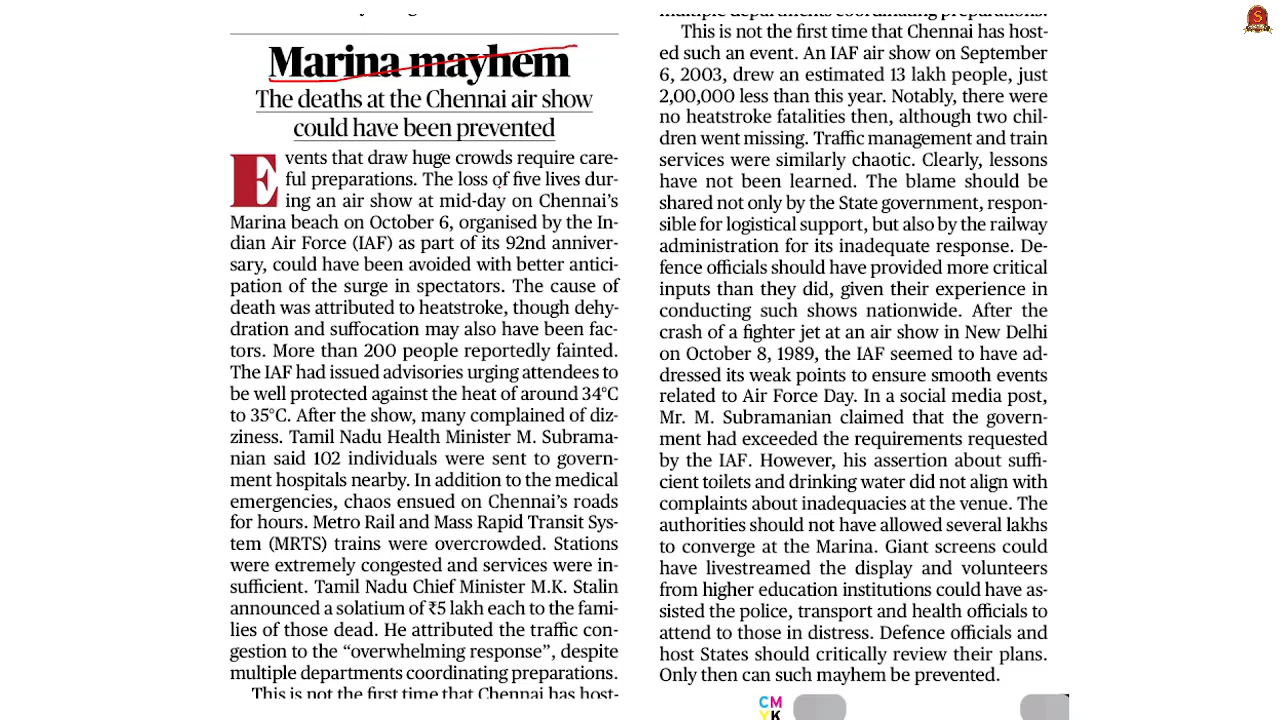 Marina mayhem
The deaths at the Chennai air show
could have been prevented
Events that draw huge crowds require care-
ful preparations. The loss of five lives dur-
ing an air show at mid-day on Chennai's
Marina beach on October 6, organised by the In-
dian Air Force (IAF) as part of its 92nd anniver-
sary, could have been avoided with better antici-
pation of the surge in spectators. The cause of
death was attributed to heatstroke, though dehy-
dration and suffocation may also have been fac-
tors. More than 200 people reportedly fainted.
The IAF had issued advisories urging attendees to
be well protected against the heat of around 34°C
to 35°C. After the show, many complained of diz-
ziness. Tamil Nadu Health Minister M. Subrama-
nian said 102 individuals were sent to govern-
ment hospitals nearby. In addition to the medical
emergencies, chaos ensued on Chennai's roads
for hours. Metro Rail and Mass Rapid Transit Sys-
tem (MRTS) trains were overcrowded. Stations
were extremely congested and services were in-
sufficient. Tamil Nadu Chief Minister M.K. Stalin
announced a solatium of ₹5 lakh each to the fami-
lies of those dead. He attributed the traffic con-
gestion to the “overwhelming response”, despite
multiple departments coordinating preparations.
This is not the first time that Chennai has host-
multiple departments coordinating preparations.
This is not the first time that Chennai has host-
ed such an event. An IAF air show on September
6, 2003, drew an estimated 13 lakh people, just
2,00,000 less than this year. Notably, there were
no heatstroke fatalities then, although two chil-
dren went missing. Traffic management and train
services were similarly chaotic. Clearly, lessons
have not been learned. The blame should be
shared not only by the State government, respon-
sible for logistical support, but also by the railway
administration for its inadequate response. De-
fence officials should have provided more critical
inputs than they did, given their experience in
conducting such shows nationwide. After the
crash of a fighter jet at an air show in New Delhi
on October 8, 1989, the IAF seemed to have ad-
dressed its weak points to ensure smooth events
related to Air Force Day. In a social media post,
Mr. M. Subramanian claimed that the govern-
ment had exceeded the requirements requested
by the IAF. However, his assertion about suffi-
cient toilets and drinking water did not align with
complaints about inadequacies at the venue. The
authorities should not have allowed several lakhs
to converge at the Marina. Giant screens could
have livestreamed the display and volunteers
from higher education institutions could have as-
sisted the police, transport and health officials to
attend to those in distress. Defence officials and
host States should critically review their plans.
Only then can such mayhem be prevented.
CM
YK